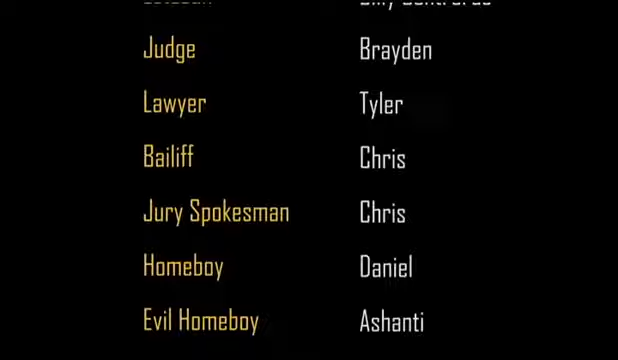 Judge Brayden
Lawyer Tyler
Bailiff Chris
Jury Spokesman Chris
Homeboy Daniel
Evil Homeboy Ashanti